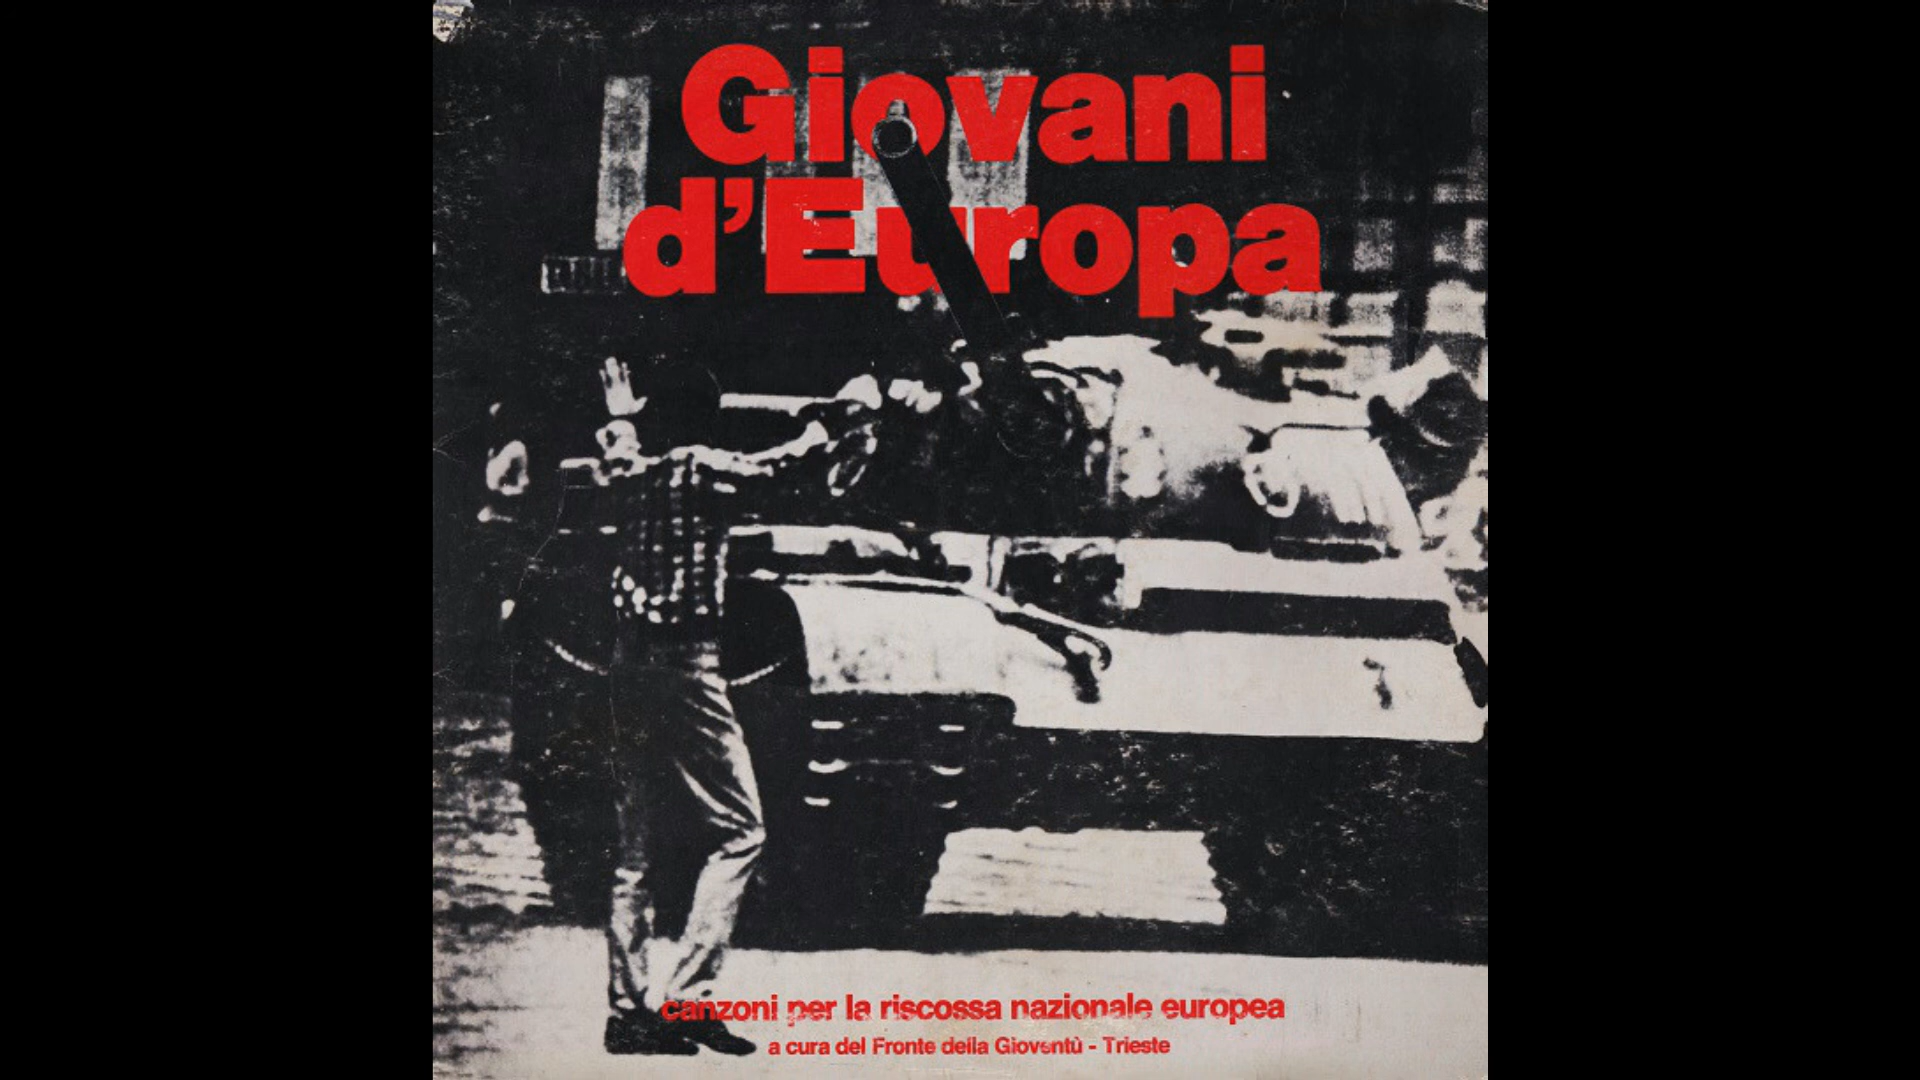 Giovani
d'Europa
canzoni per la riscossa nazionale europea
a cura del Fronte della Gioventù - Trieste